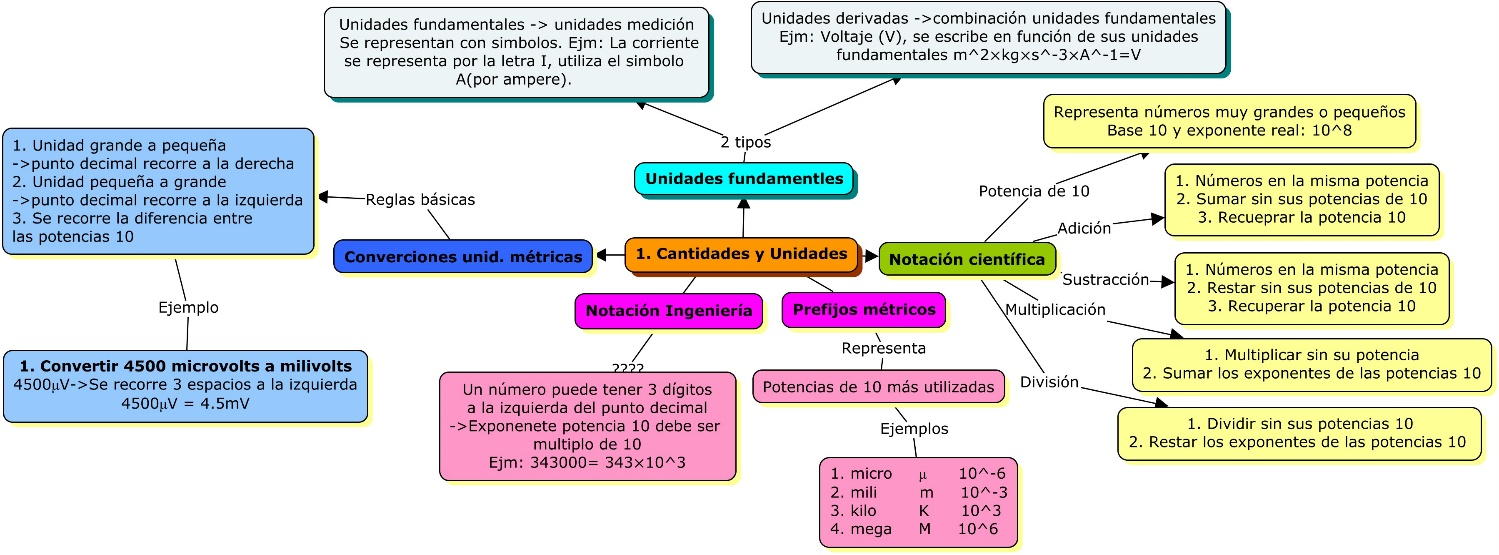 Unidades fundamentales -> unidades medición
Se representan con simbolos. Ejm: La corriente
se representa por la letra I, utiliza el simbolo
A(por ampere).
Unidades derivadas ->combinación unidades fundamentales
Ejm: Voltaje (V), se escribe en función de sus unidades
fundamentales m^2×kg×s^-3×A^-1=V
2 tipos
Unidades fundamentles
1. Cantidades y Unidades
Converciones unid. métricas
Reglas básicas
1. Unidad grande a pequeña
->punto decimal recorre a la derecha
2. Unidad pequeña a grande
->punto decimal recorre a la izquierda
3. Se recorre la diferencia entre
las potencias 10
Ejemplo
1. Convertir 4500 microvolts a milivolts
4500µV->Se recorre 3 espacios a la izquierda
4500µV = 4.5mV
Notación Ingeniería
????
Un número puede tener 3 dígitos
a la izquierda del punto decimal
->Exponenete potencia 10 debe ser
multiplo de 10
Ejm: 343000= 343×10^3
Prefijos métricos
Representa
Potencias de 10 más utilizadas
Ejemplos
1. micro µ 10^-6
2. mili m 10^-3
3. kilo K 10^3
4. mega M 10^6
Notación científica
Potencia de 10
Representa números muy grandes o pequeños
Base 10 y exponente real: 10^8
Adición
1. Números en la misma potencia
2. Sumar sin sus potencias de 10
3. Recueprar la potencia 10
Sustracción
1. Números en la misma potencia
2. Restar sin sus potencias de 10
3. Recuperar la potencia 10
Multiplicación
1. Multiplicar sin su potencia
2. Sumar los exponentes de las potencias 10
División
1. Dividir sin sus potencias 10
2. Restar los exponentes de las potencias 10